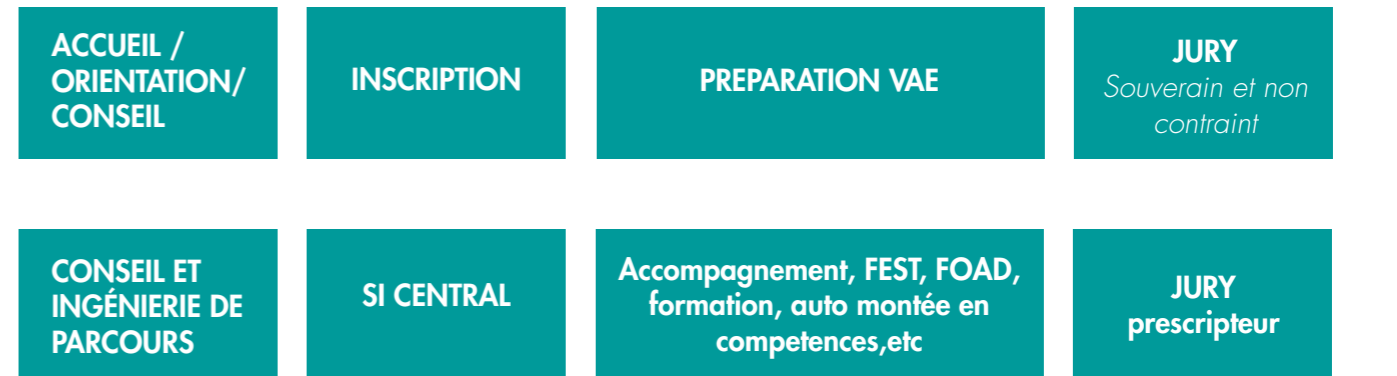 ACCUEIL /
ORIENTATION/
CONSEIL
INSCRIPTION
PREPARATION VAE
JURY
Souverain et non
contraint
CONSEIL ET
INGÉNIERIE DE
PARCOURS
SI CENTRAL
Accompagnement, FEST, FOAD,
formation, auto montée en
competences,etc
JURY
prescripteur